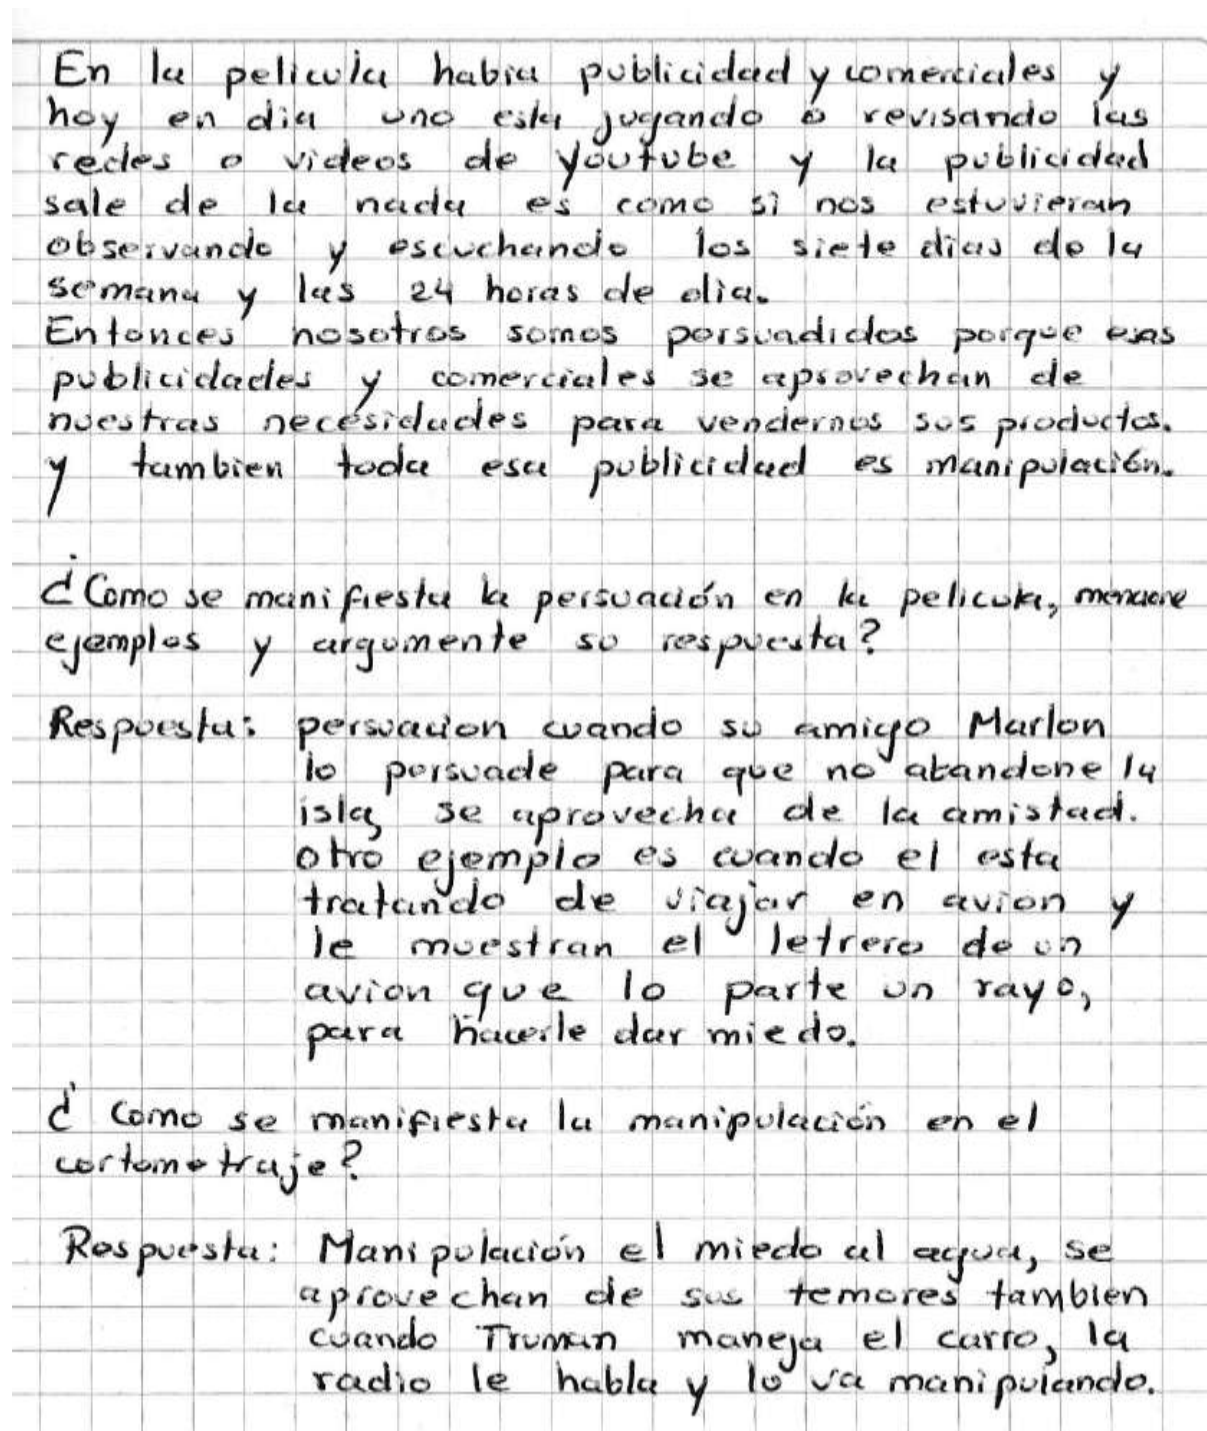 En la pelicula habia publicidad y comerciales y
hoy en dia uno esta jugando o revisando las
redes o videos de youtube y la publicidad
sale de la nada es como si nos estuvieran
observando y escuchando los siete dias de la
semana y las 24 horas de dia.
Entonces nosotros somos persuadidos porque esas
publicidades y comerciales se aprovechan de
nuestras necesidades para vendernos sus productos.
y tambien toda esa publicidad es manipulación.
¿Como se manifiesta la persuación en la pelicula, mencione
ejemplos y argumente su respuesta?
Respuesta: persuacion cuando su amigo Marlon
lo persuade para que no abandone la
isla, se aprovecha de la amistad.
otro ejemplo es cuando el esta
tratando de viajar en avion y
le muestran el letrero de un
avion que lo parte un rayo,
para hacerle dar miedo.
¿ Como se manifiesta la manipulación en el
cortometraje?
Respuesta: Manipulación el miedo al agua, se
aprovechan de sus temores tambien
cuando Truman maneja el carro, la
radio le habla y lo va manipulando.